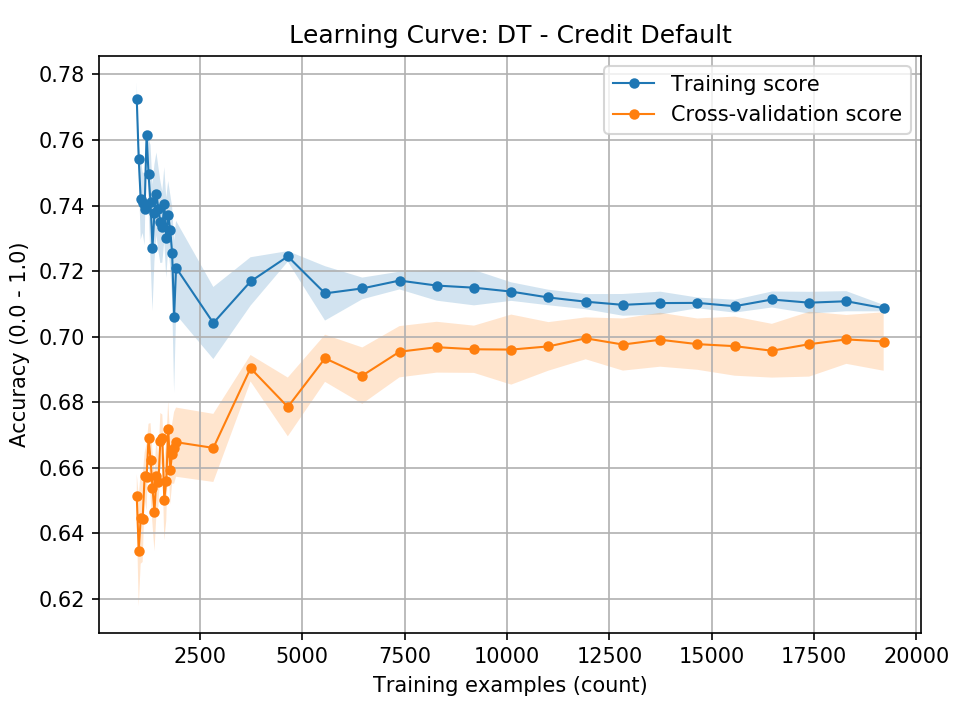 Learning Curve: DT - Credit Default
Training score
Cross-validation score
Accuracy (0.0 - 1.0)
0.78
0.76
0.74
0.72
0.70
0.68
0.66
0.64
0.62
2500 5000 7500 10000 12500 15000 17500 20000
Training examples (count)